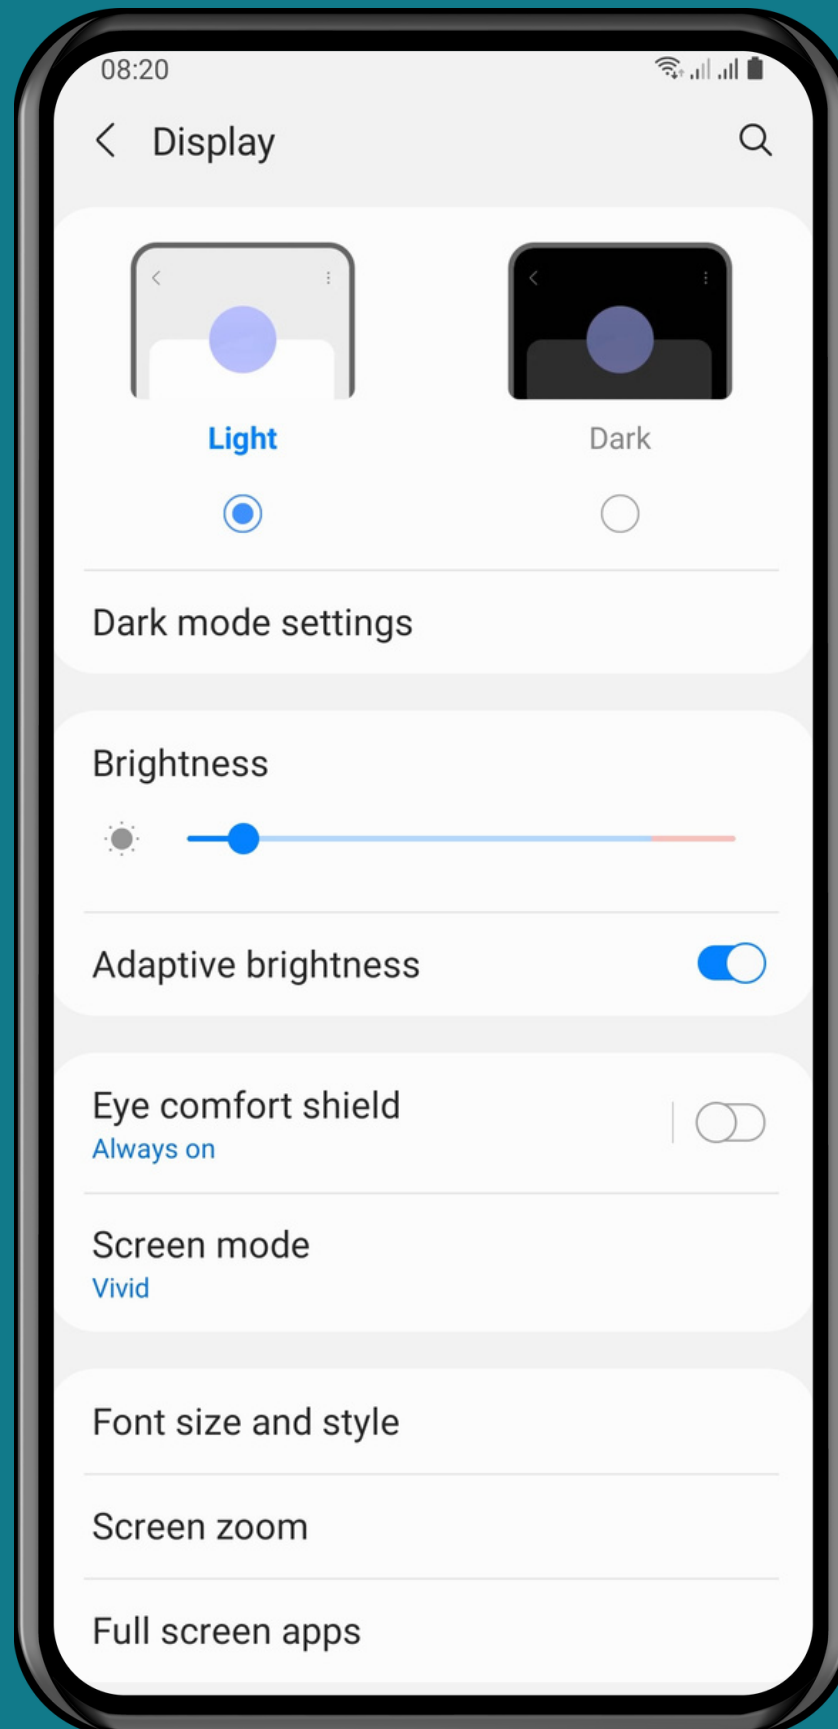 08:20
Display
Light
Dark
Dark mode settings
Brightness
Adaptive brightness
Eye comfort shield
Always on
Screen mode
Vivid
Font size and style
Screen zoom
Full screen apps